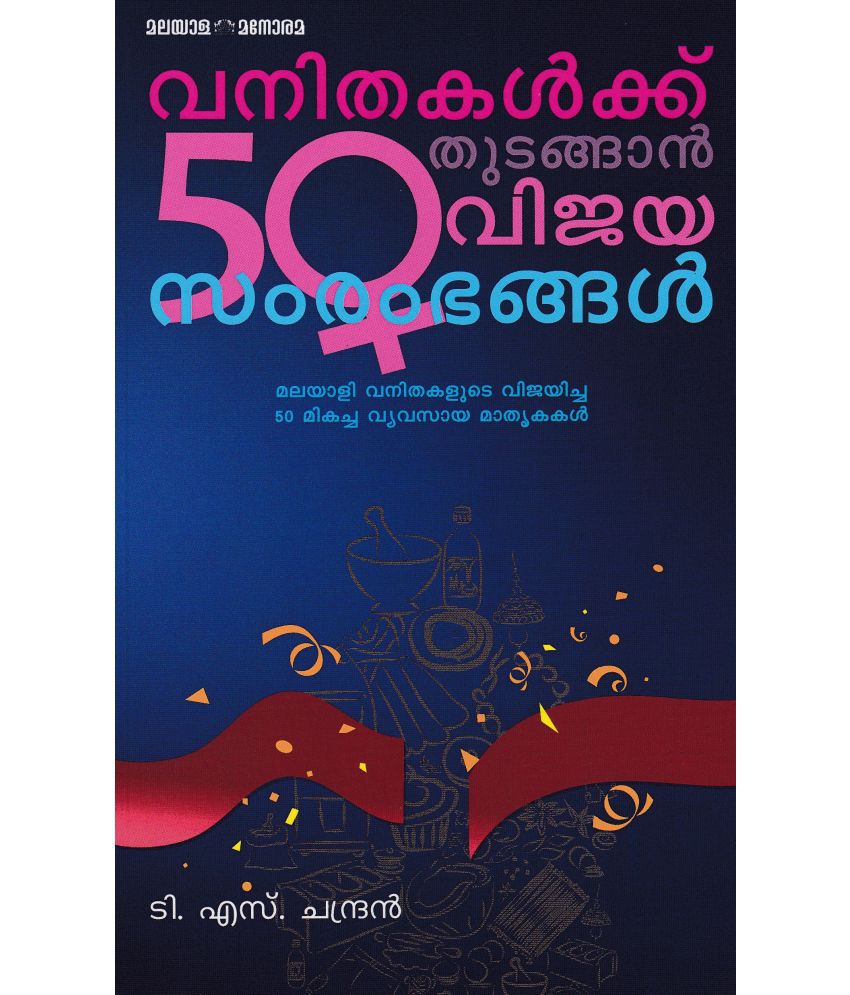 മലയാള മനോരമ
വനിതകൾക്ക്
50 തുടങ്ങാൻ
വിജയ
സംരംഭങ്ങൾ
മലയാളി വനിതകളുടെ വിജയിച്ച
50 മികച്ച വ്യവസായ മാതൃകകൾ
ടി. എസ്. ചന്ദ്രൻ